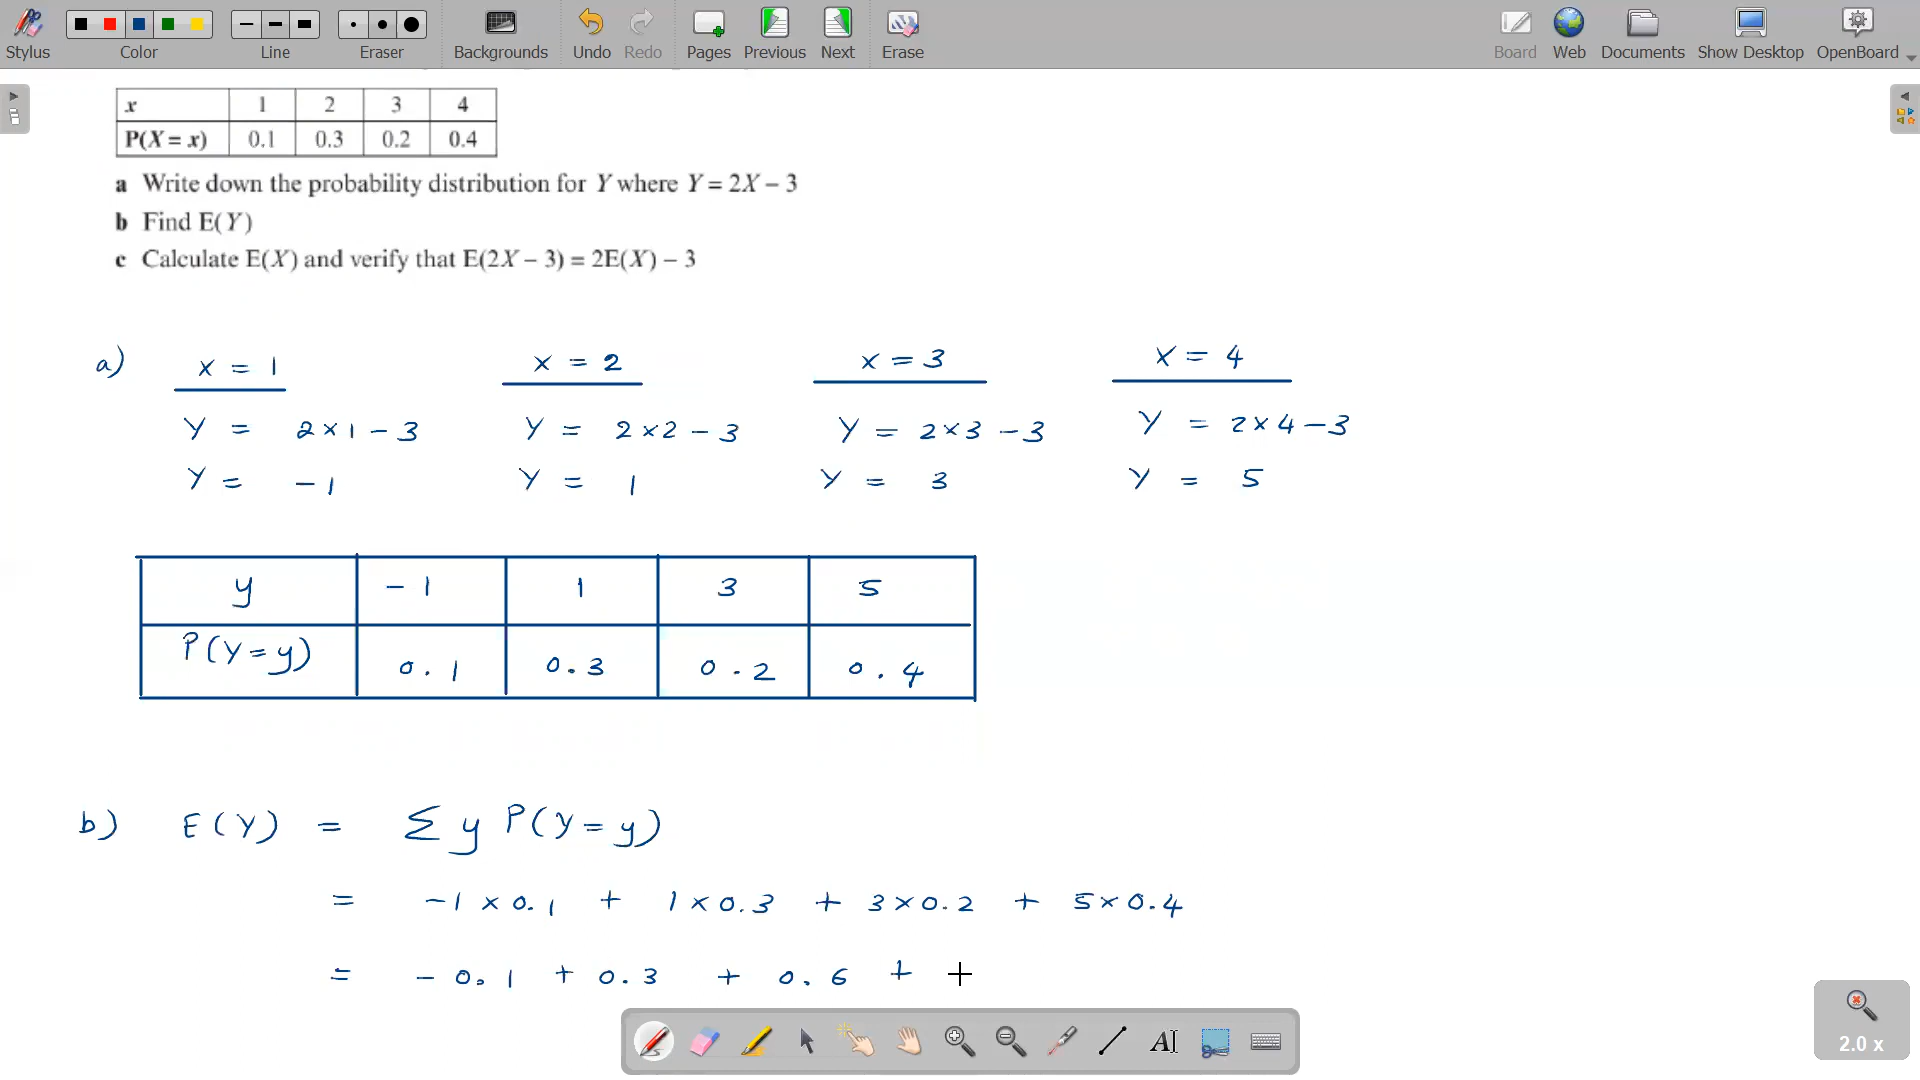 Stylus Color Line Eraser Backgrounds Undo Redo Pages Previous Next Erase Board Web Documents Show Desktop OpenBoard
x 1 2 3 4
P(X = x) 0.1 0.3 0.2 0.4
a Write down the probability distribution for Y where Y = 2X – 3
b Find E(Y)
c Calculate E(X) and verify that E(2X – 3) = 2E(X) – 3
a) x = 1 x = 2 x = 3 x = 4
Y = 2 × 1 – 3 Y = 2 × 2 – 3 Y = 2 × 3 – 3 Y = 2 × 4 – 3
Y = – 1 Y = 1 Y = 3 Y = 5
y – 1 1 3 5
P(Y = y) 0.1 0.3 0.2 0.4
b) E(Y) = Σ y P(Y = y)
= –1 × 0.1 + 1 × 0.3 + 3 × 0.2 + 5 × 0.4
= – 0.1 + 0.3 + 0.6 +
2.0 x